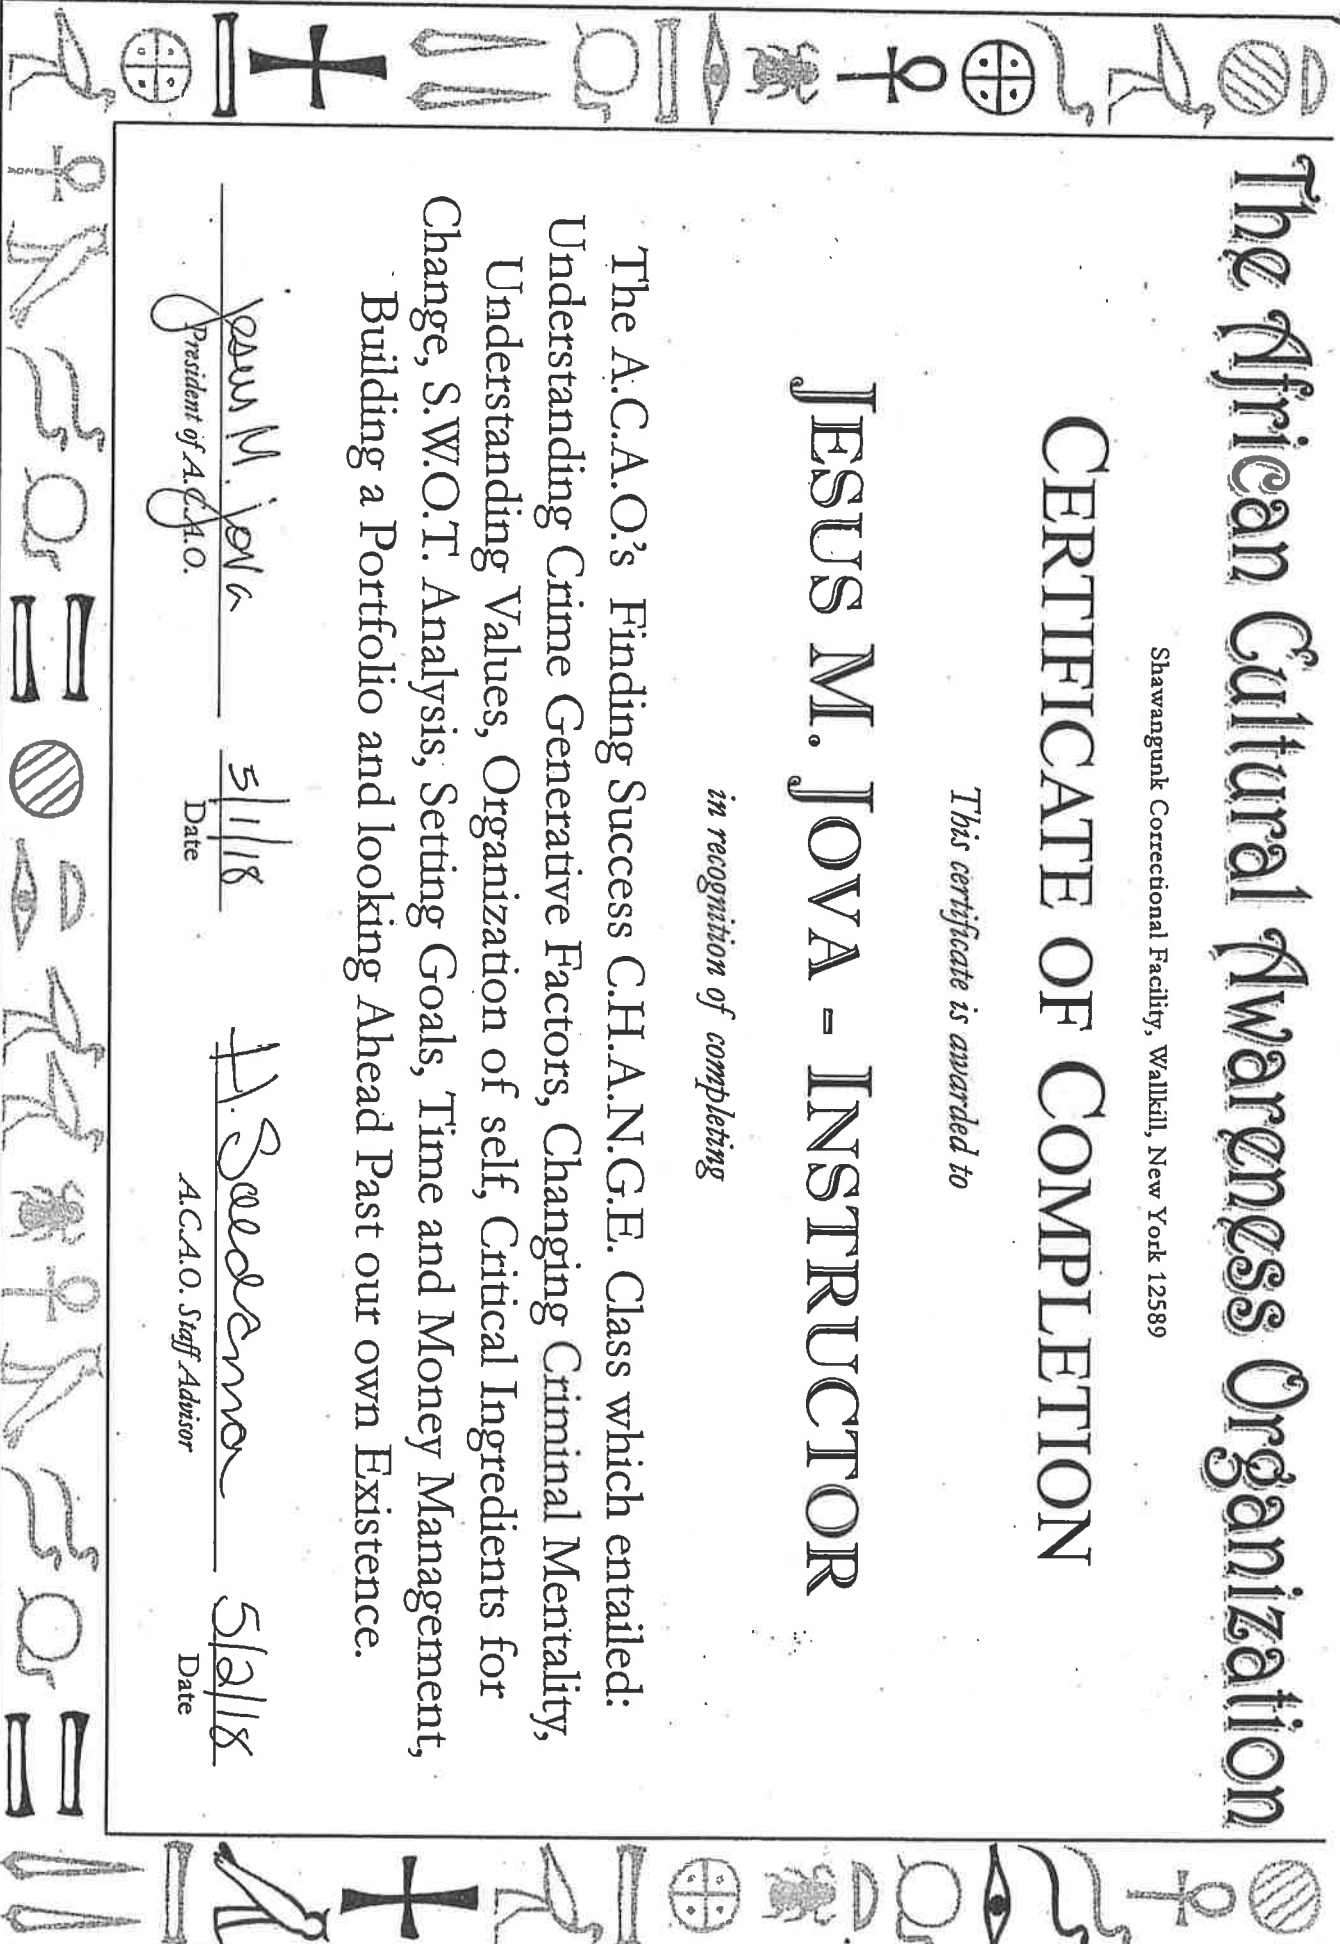 The African Cultural Awareness Organization
Shawangunk Correctional Facility, Wallkill, New York 12589
CERTIFICATE OF COMPLETION
This certificate is awarded to
JESUS M. JOVA - INSTRUCTOR
in recognition of completing
The A.C.A.O.'s Finding Success C.H.A.N.G.E. Class which entailed:
Understanding Crime Generative Factors, Changing Criminal Mentality,
Understanding Values, Organization of self, Critical Ingredients for
Change, S.W.O.T. Analysis, Setting Goals, Time and Money Management,
Building a Portfolio and looking Ahead Past our own Existence.
Jesus M. Jova 5/1/18 H. 5/2/18
President of A.C.A.O. Date A.C.A.O. Staff Advisor Date